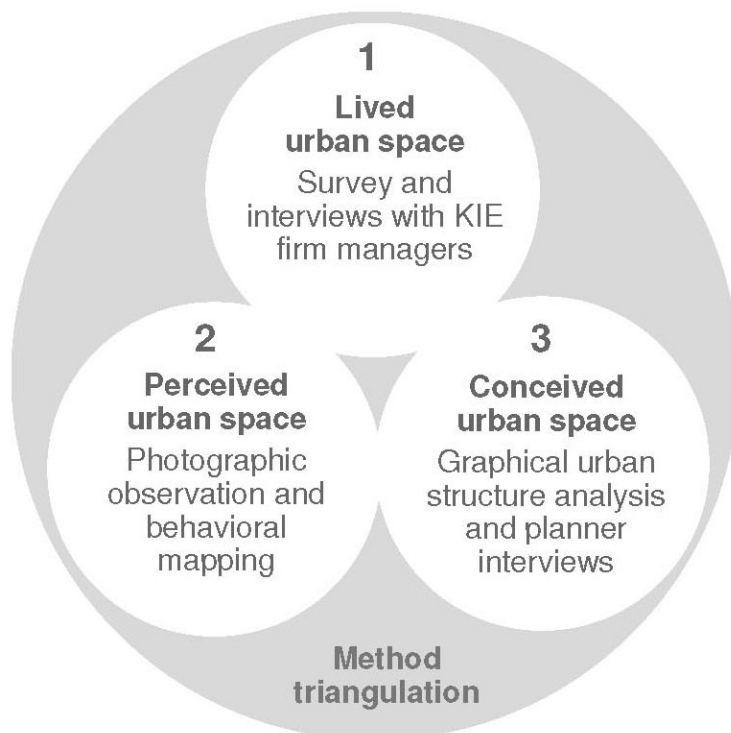 1
Lived
urban space
Survey and
interviews with KIE
firm managers
2
Perceived
urban space
Photographic
observation and
behavioral
mapping
3
Conceived
urban space
Graphical urban
structure analysis
and planner
interviews
Method
triangulation